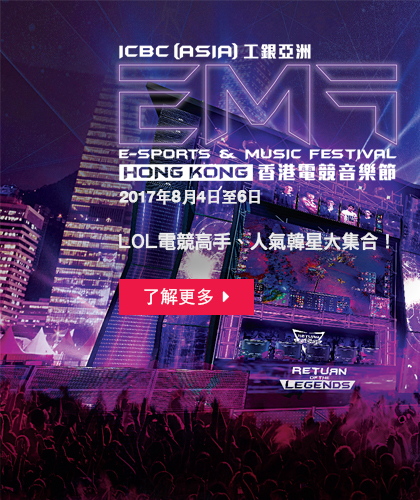 ICBC (ASIA) 工銀亞洲
EMF
E-SPORTS & MUSIC FESTIVAL
HONG KONG 香港電競音樂節
2017年8月4日至6日
LOL電競高手、人氣韓星大集合！
了解更多
RETURN
OF THE
LEGENDS